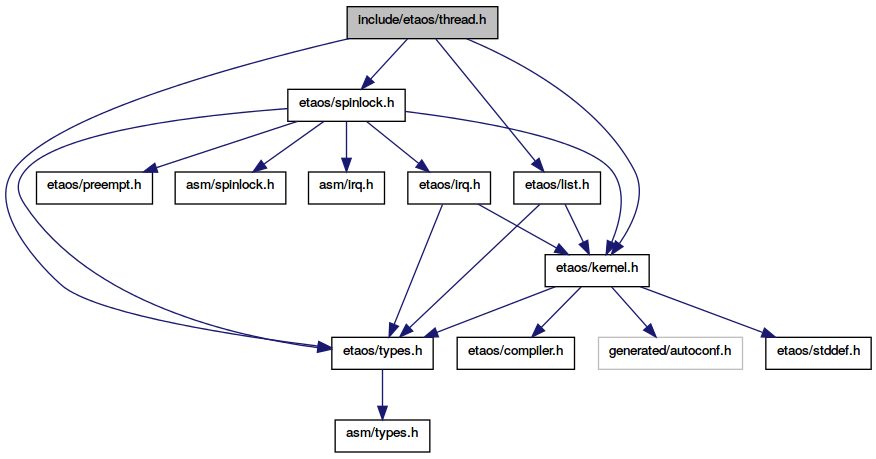 include/etaos/thread.h
etaos/spinlock.h
etaos/preempt.h
asm/spinlock.h
asm/irq.h
etaos/irq.h
etaos/list.h
etaos/kernel.h
etaos/types.h
etaos/compiler.h
generated/autoconf.h
etaos/stddef.h
asm/types.h